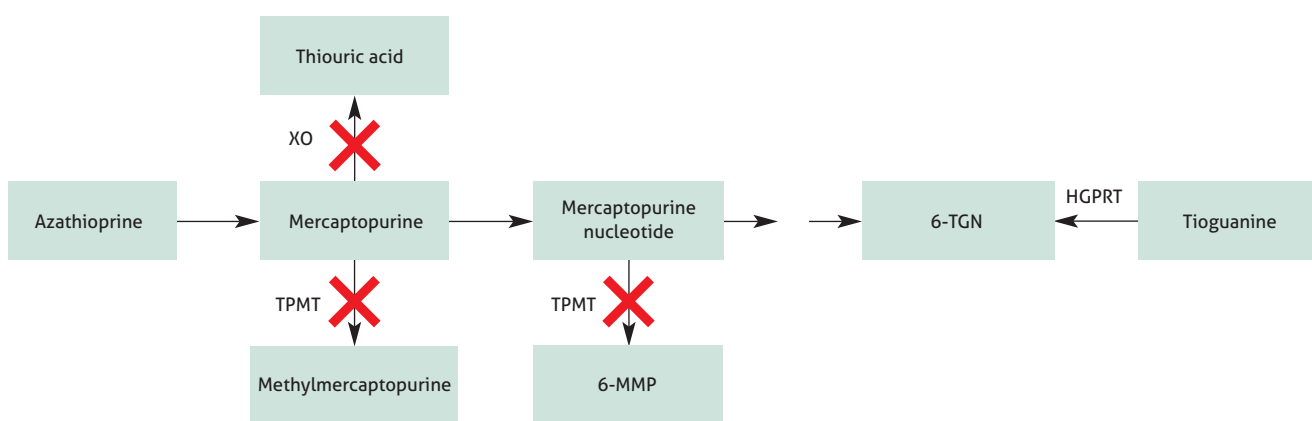 Thiouric acid
XO
Azathioprine
Mercaptopurine
Mercaptopurine
nucleotide
6-TGN
HGPRT
Tioguanine
TPMT
TPMT
Methylmercaptopurine
6-MMP